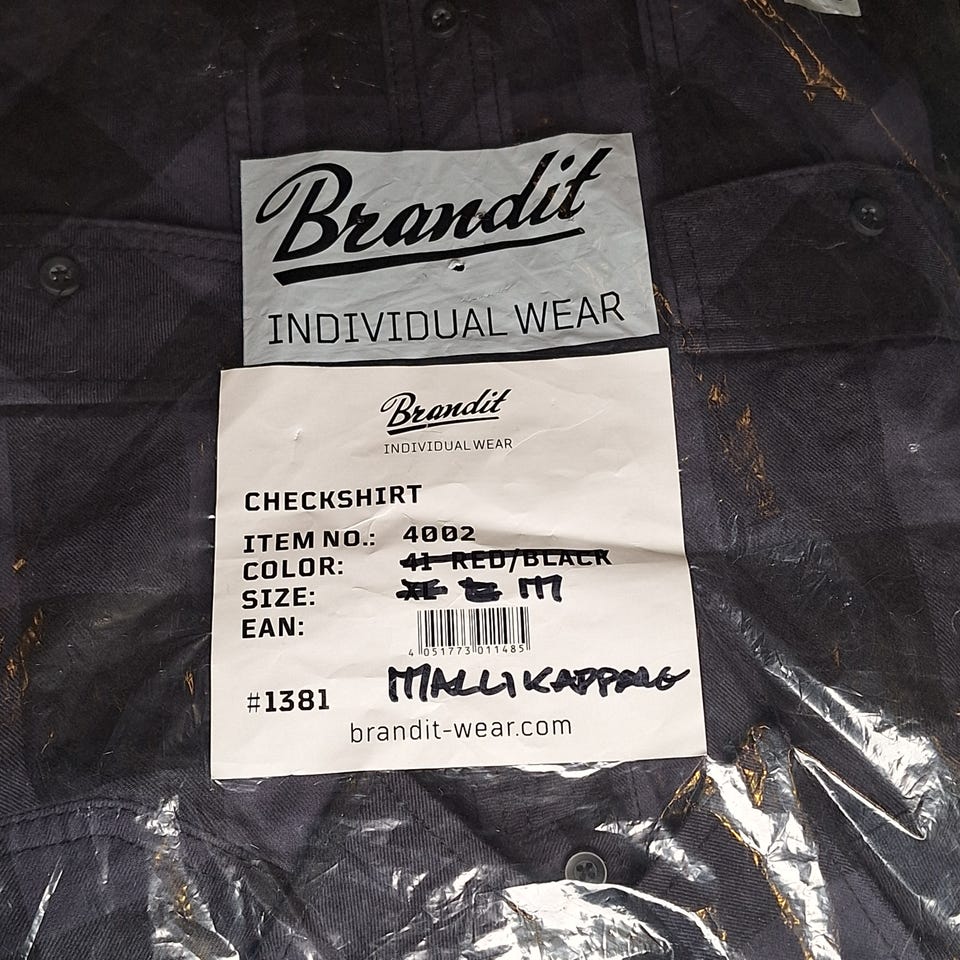 Brandit
INDIVIDUAL WEAR
Brandit
INDIVIDUAL WEAR
CHECKSHIRT
ITEM NO.: 4002
COLOR: 41 RED/BLACK
SIZE: XL L M
EAN:
4 051773 011485
MALLIKAPPALE
#1381
brandit-wear.com